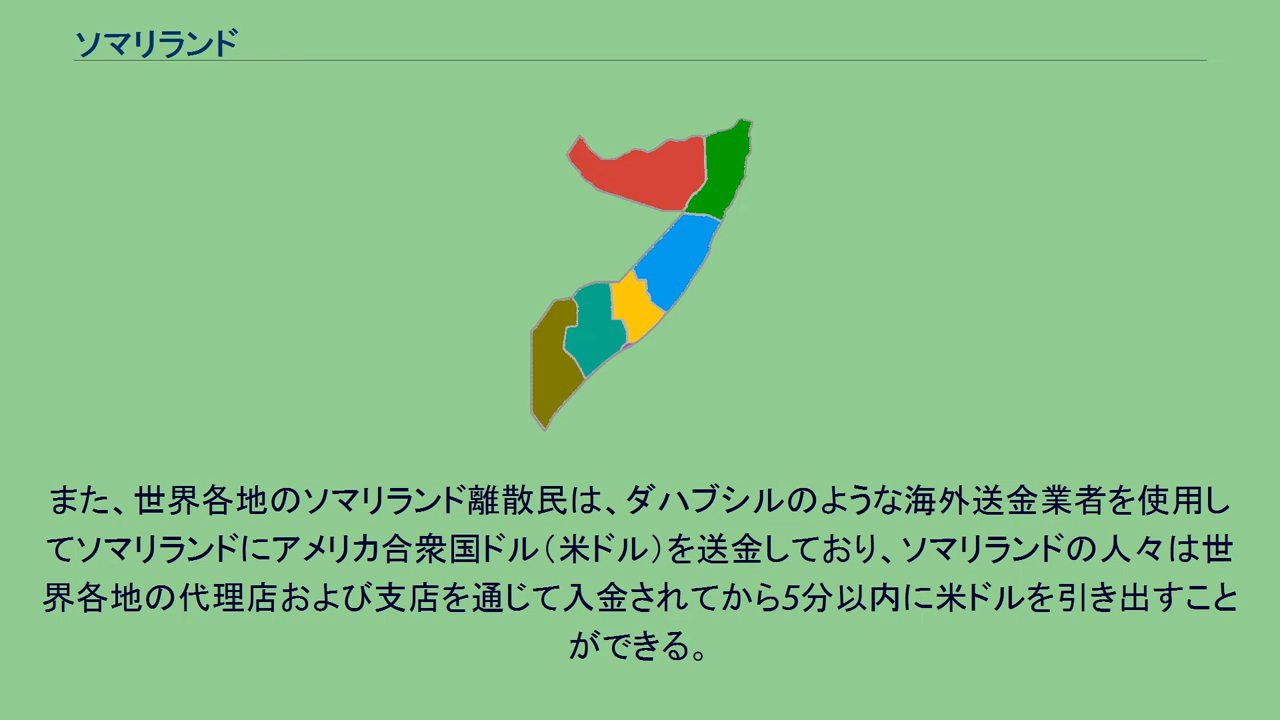 ソマリランド
また、世界各地のソマリランド離散民は、ダハブシルのような海外送金業者を使用し
てソマリランドにアメリカ合衆国ドル（米ドル）を送金しており、ソマリランドの人々は世
界各地の代理店および支店を通じて入金されてから5分以内に米ドルを引き出すこと
ができる。